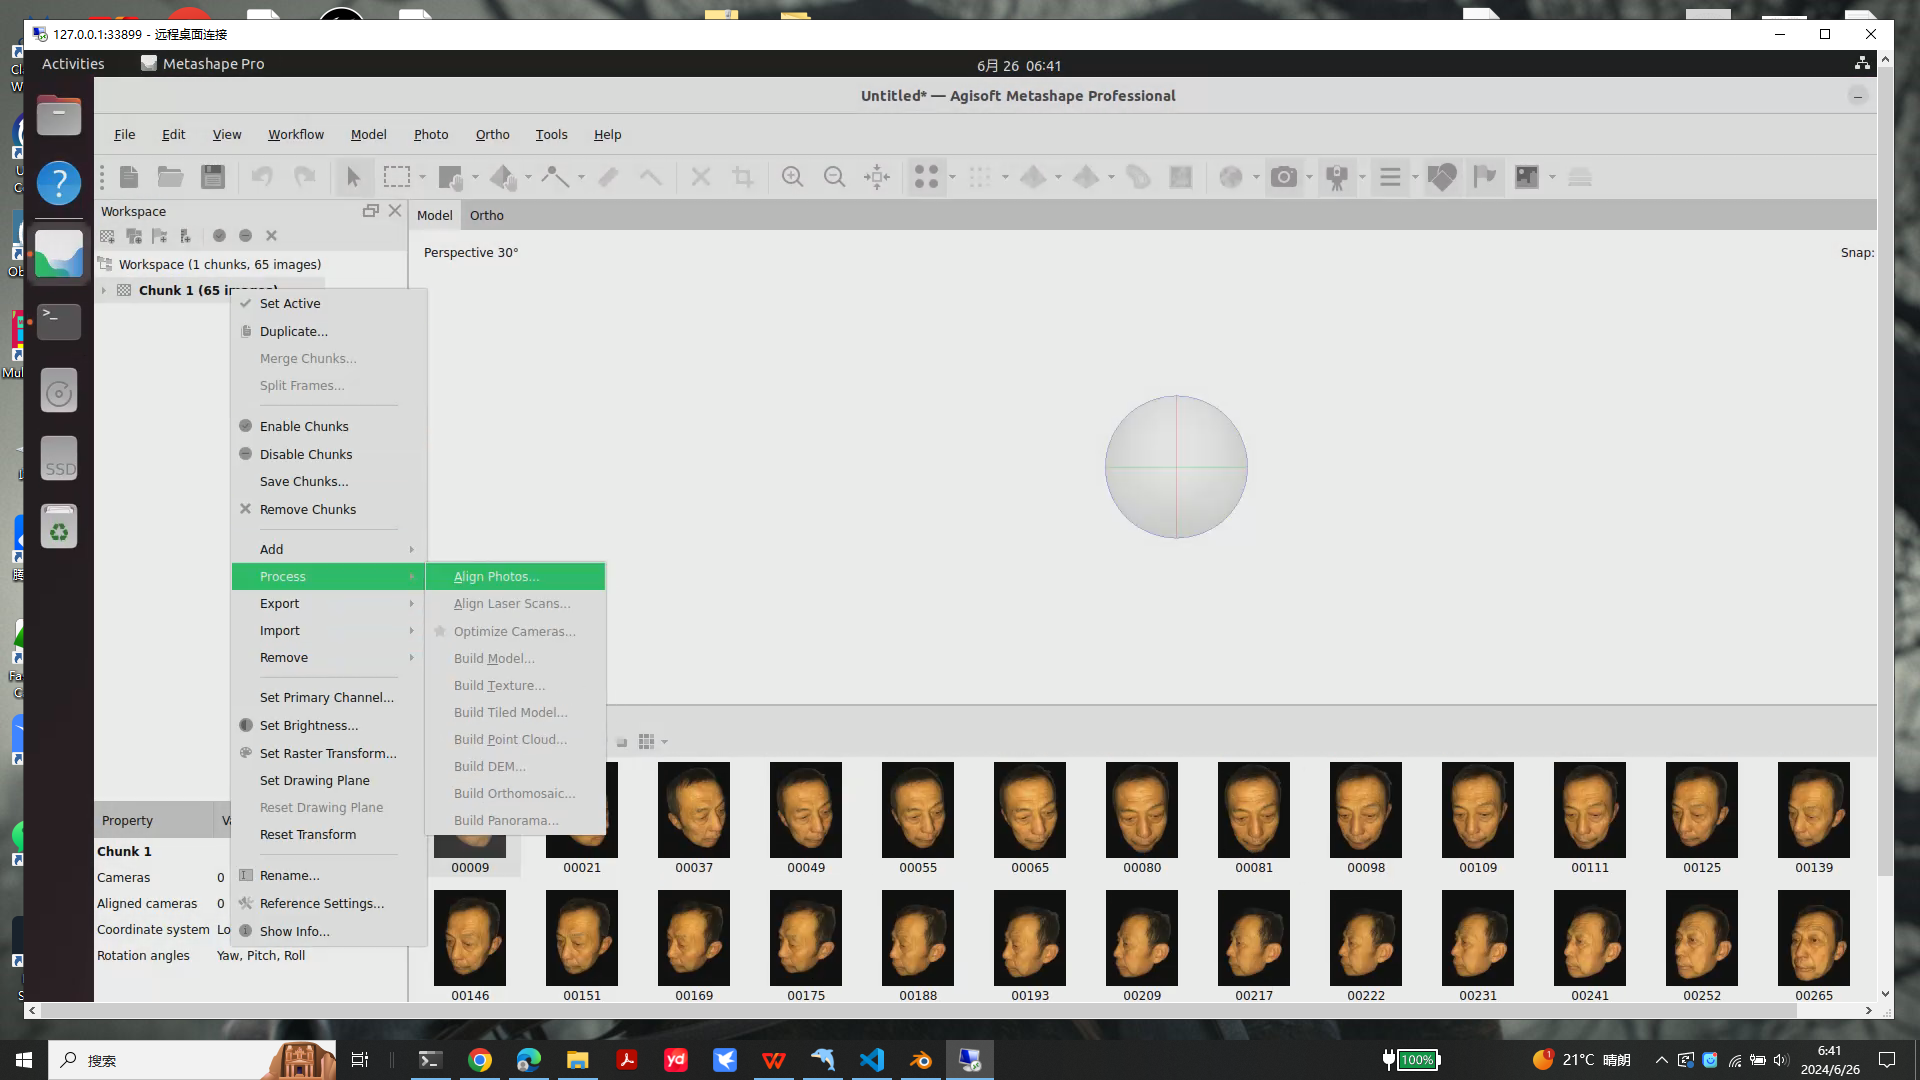 127.0.0.1:33899 - 远程桌面连接
Activities
Metashape Pro
6月 26 06:41
Untitled* — Agisoft Metashape Professional
File Edit View Workflow Model Photo Ortho Tools Help
Workspace
Model Ortho
Workspace (1 chunks, 65 images)
Perspective 30°
Snap:
Chunk 1 (65 images)
Set Active
Duplicate...
Merge Chunks...
Split Frames...
Enable Chunks
Disable Chunks
Save Chunks...
Remove Chunks
Add
Process
Export
Import
Remove
Set Primary Channel...
Set Brightness...
Set Raster Transform...
Set Drawing Plane
Reset Drawing Plane
Reset Transform
Rename...
Reference Settings...
Show Info...
Align Photos...
Align Laser Scans...
Optimize Cameras...
Build Model...
Build Texture...
Build Tiled Model...
Build Point Cloud...
Build DEM...
Build Orthomosaic...
Build Panorama...
SSD
Property
Chunk 1
Cameras 0
Aligned cameras 0
Coordinate system Lo
Rotation angles Yaw, Pitch, Roll
00009 00021 00037 00049 00055 00065 00080 00081 00098 00109 00111 00125 00139
00146 00151 00169 00175 00188 00193 00209 00217 00222 00231 00241 00252 00265
搜索
yd
100%
1
21°C 晴朗
6:41
2024/6/26